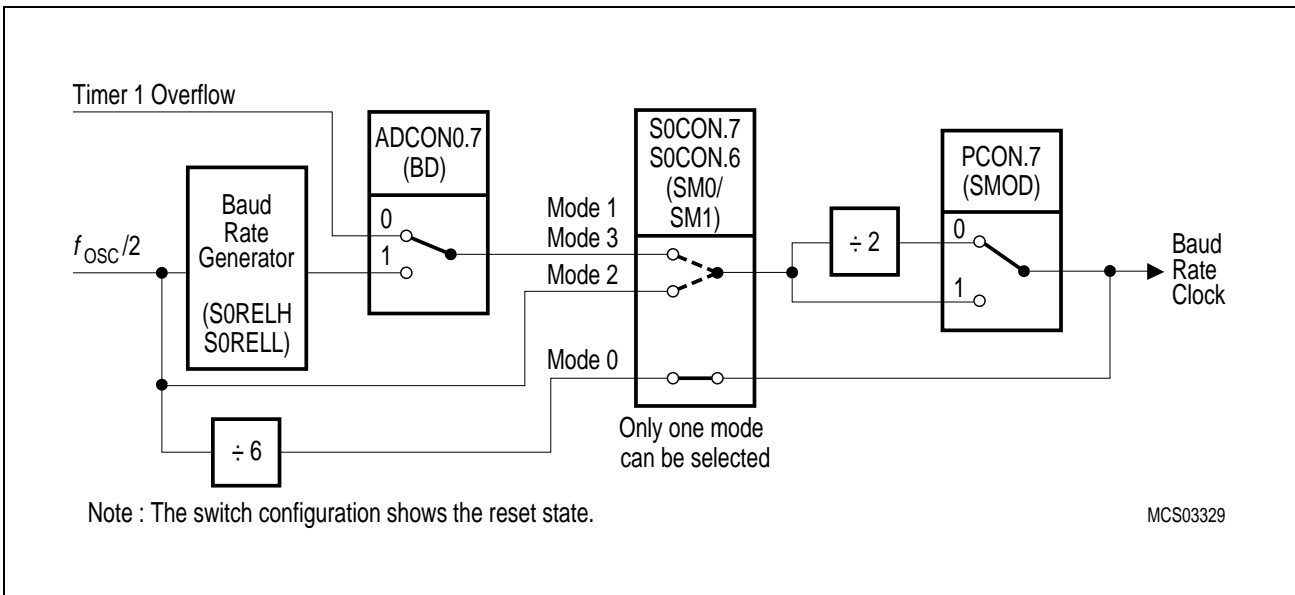 Timer 1 Overflow
ADCON0.7
(BD)
0
1
f OSC /2
Baud
Rate
Generator
(S0RELH
S0RELL)
Mode 1
Mode 3
Mode 2
Mode 0
S0CON.7
S0CON.6
(SM0/
SM1)
Only one mode
can be selected
÷ 2
PCON.7
(SMOD)
0
1
Baud
Rate
Clock
÷ 6
Note : The switch configuration shows the reset state.
MCS03329